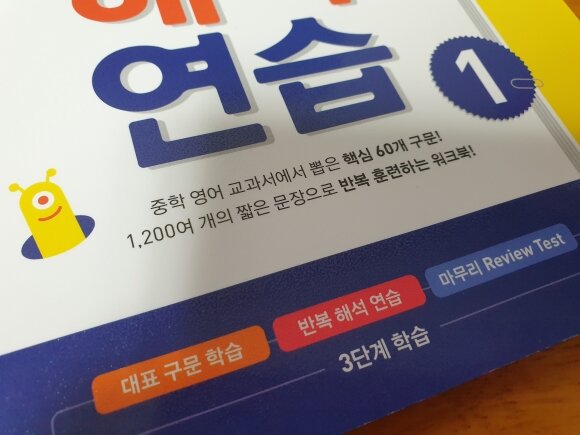 연습
1
중학 영어 교과서에서 뽑은 핵심 60개 구문!
1,200여 개의 짧은 문장으로 반복 훈련하는 워크북!
대표 구문 학습
반복 해석 연습
마무리 Review Test
3단계 학습